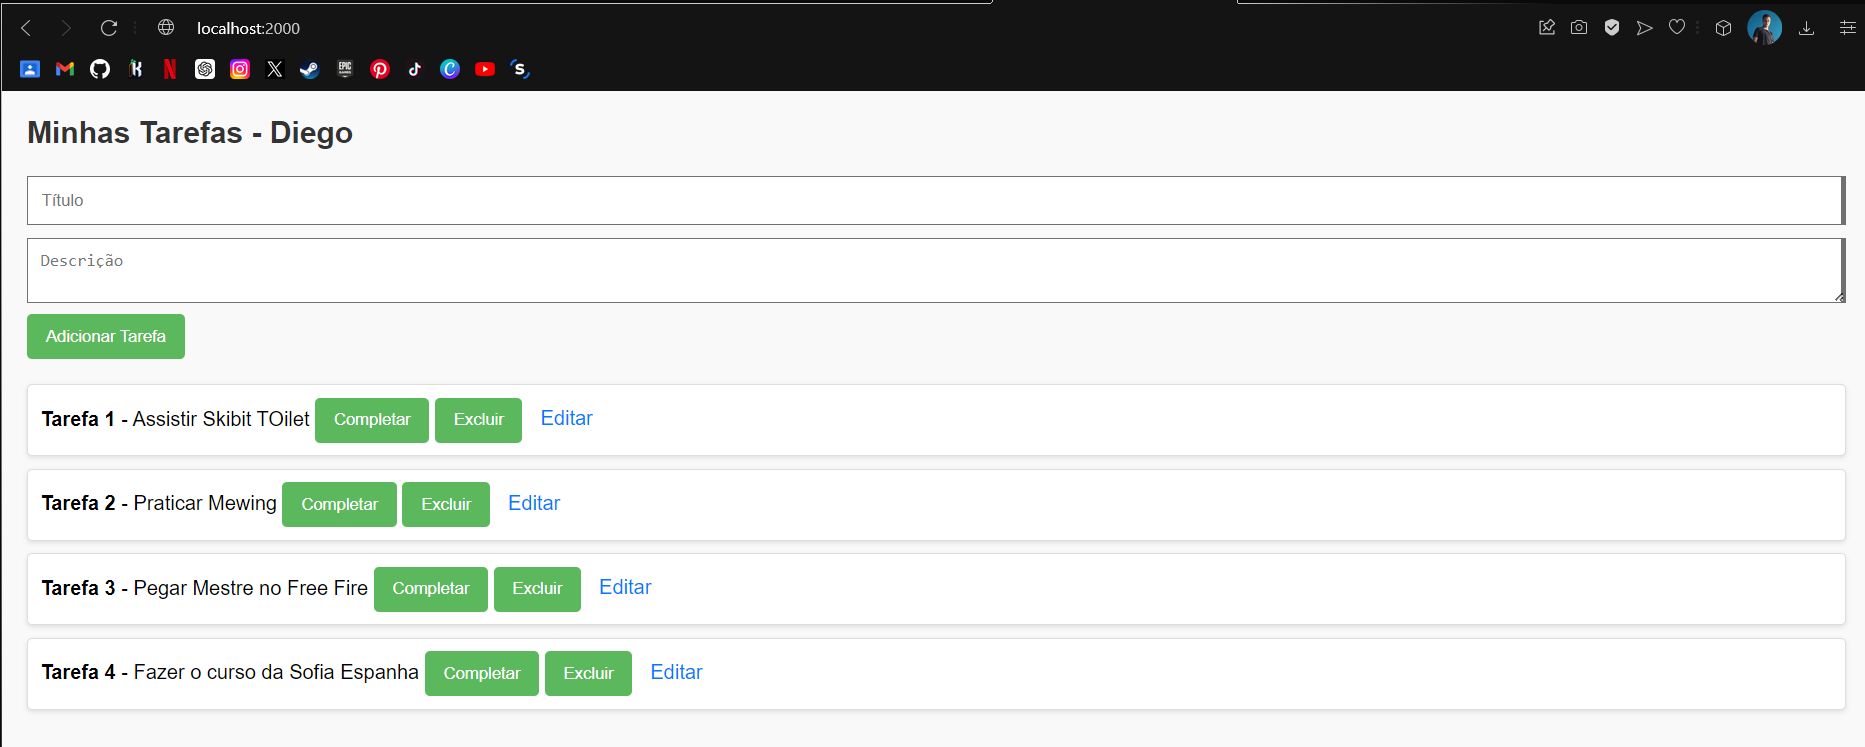 localhost:2000
EPIC GAMES
Minhas Tarefas - Diego
Título
Descrição
Adicionar Tarefa
Tarefa 1 - Assistir Skibit TOilet Completar Excluir Editar
Tarefa 2 - Praticar Mewing Completar Excluir Editar
Tarefa 3 - Pegar Mestre no Free Fire Completar Excluir Editar
Tarefa 4 - Fazer o curso da Sofia Espanha Completar Excluir Editar